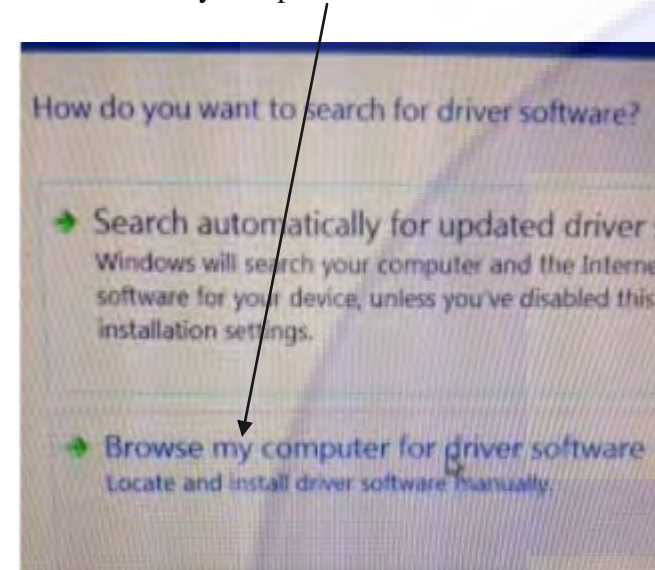 How do you want to search for driver software?
Search automatically for updated driver
Windows will search your computer and the Interne
software for your device, unless you've disabled this
installation settings.
Browse my computer for driver software
Locate and install driver software manually.